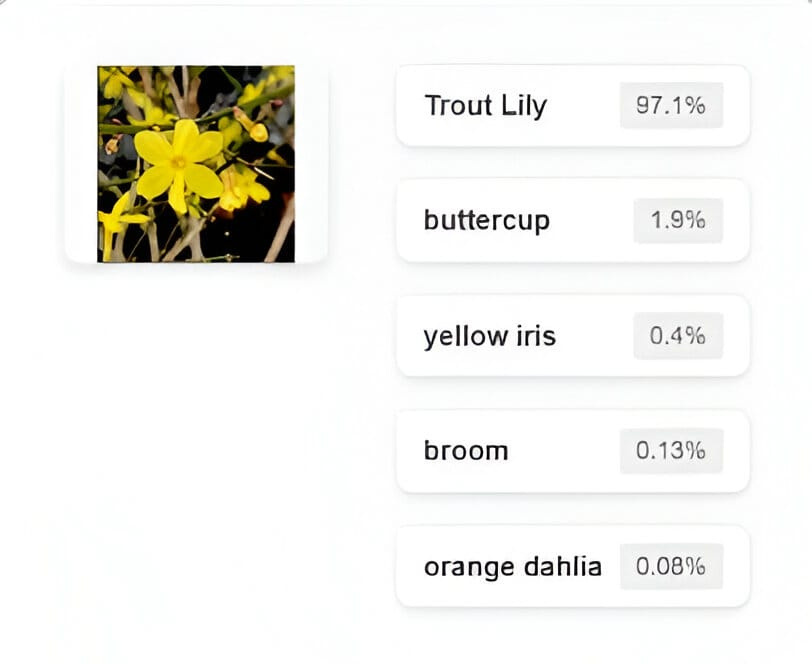 Trout Lily 97.1%
buttercup 1.9%
yellow iris 0.4%
broom 0.13%
orange dahlia 0.08%